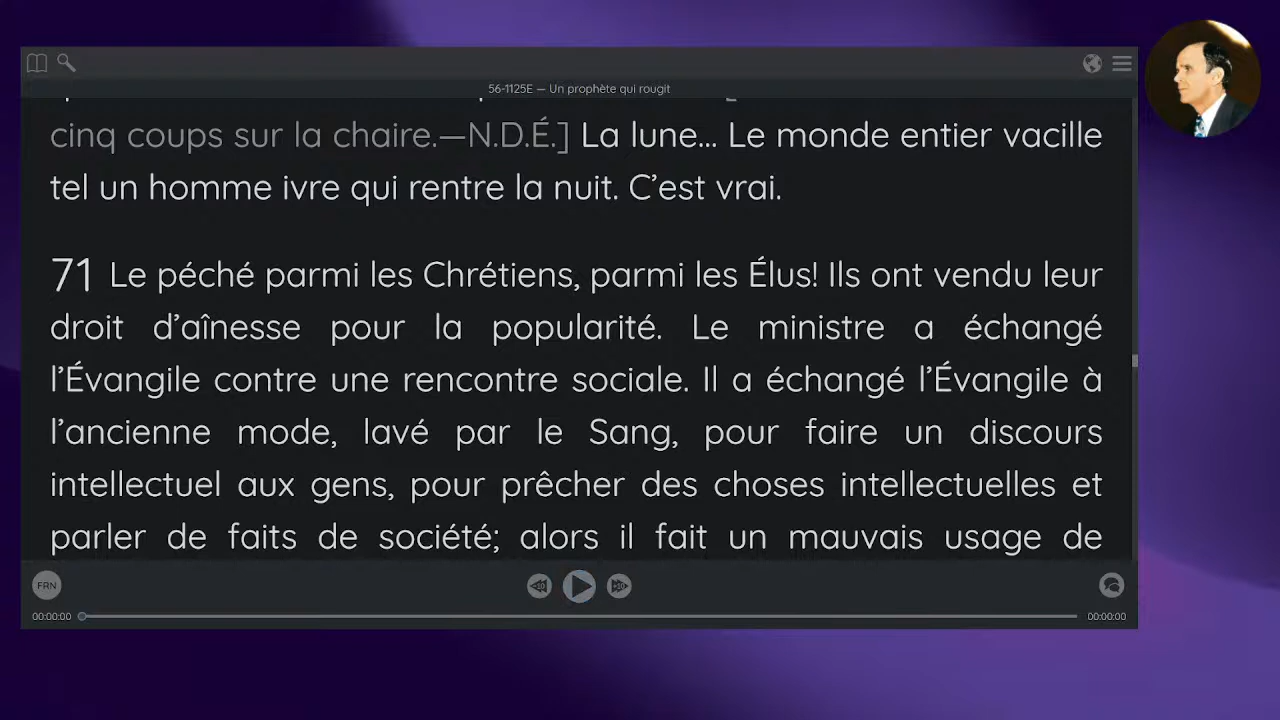 56-1125E — Un prophète qui rougit
cinq coups sur la chaire.—N.D.É.] La lune... Le monde entier vacille
tel un homme ivre qui rentre la nuit. C’est vrai.
71 Le péché parmi les Chrétiens, parmi les Élus! Ils ont vendu leur
droit d’aînesse pour la popularité. Le ministre a échangé
l’Évangile contre une rencontre sociale. Il a échangé l’Évangile à
l’ancienne mode, lavé par le Sang, pour faire un discours
intellectuel aux gens, pour prêcher des choses intellectuelles et
parler de faits de société; alors il fait un mauvais usage de
FRN
00:00:00
00:00:00